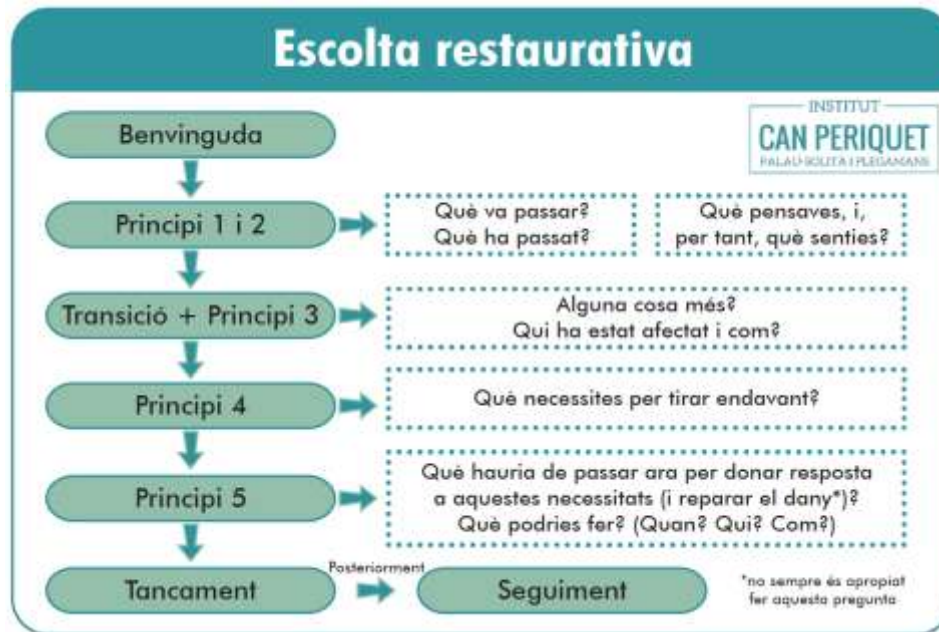 Escolta restaurativa
INSTITUT
CAN PERIQUET
PALAU-SOLITÀ I PLEGAMANS
Benvinguda
Principi 1 i 2
Què va passar?
Què ha passat?
Què pensaves, i,
per tant, què senties?
Transició + Principi 3
Alguna cosa més?
Qui ha estat afectat i com?
Principi 4
Què necessites per tirar endavant?
Principi 5
Què hauria de passar ara per donar resposta
a aquestes necessitats (i reparar el dany*)?
Què podries fer? (Quan? Qui? Com?)
Tancament
Posteriorment
Seguiment
*no sempre és apropiat
fer aquesta pregunta